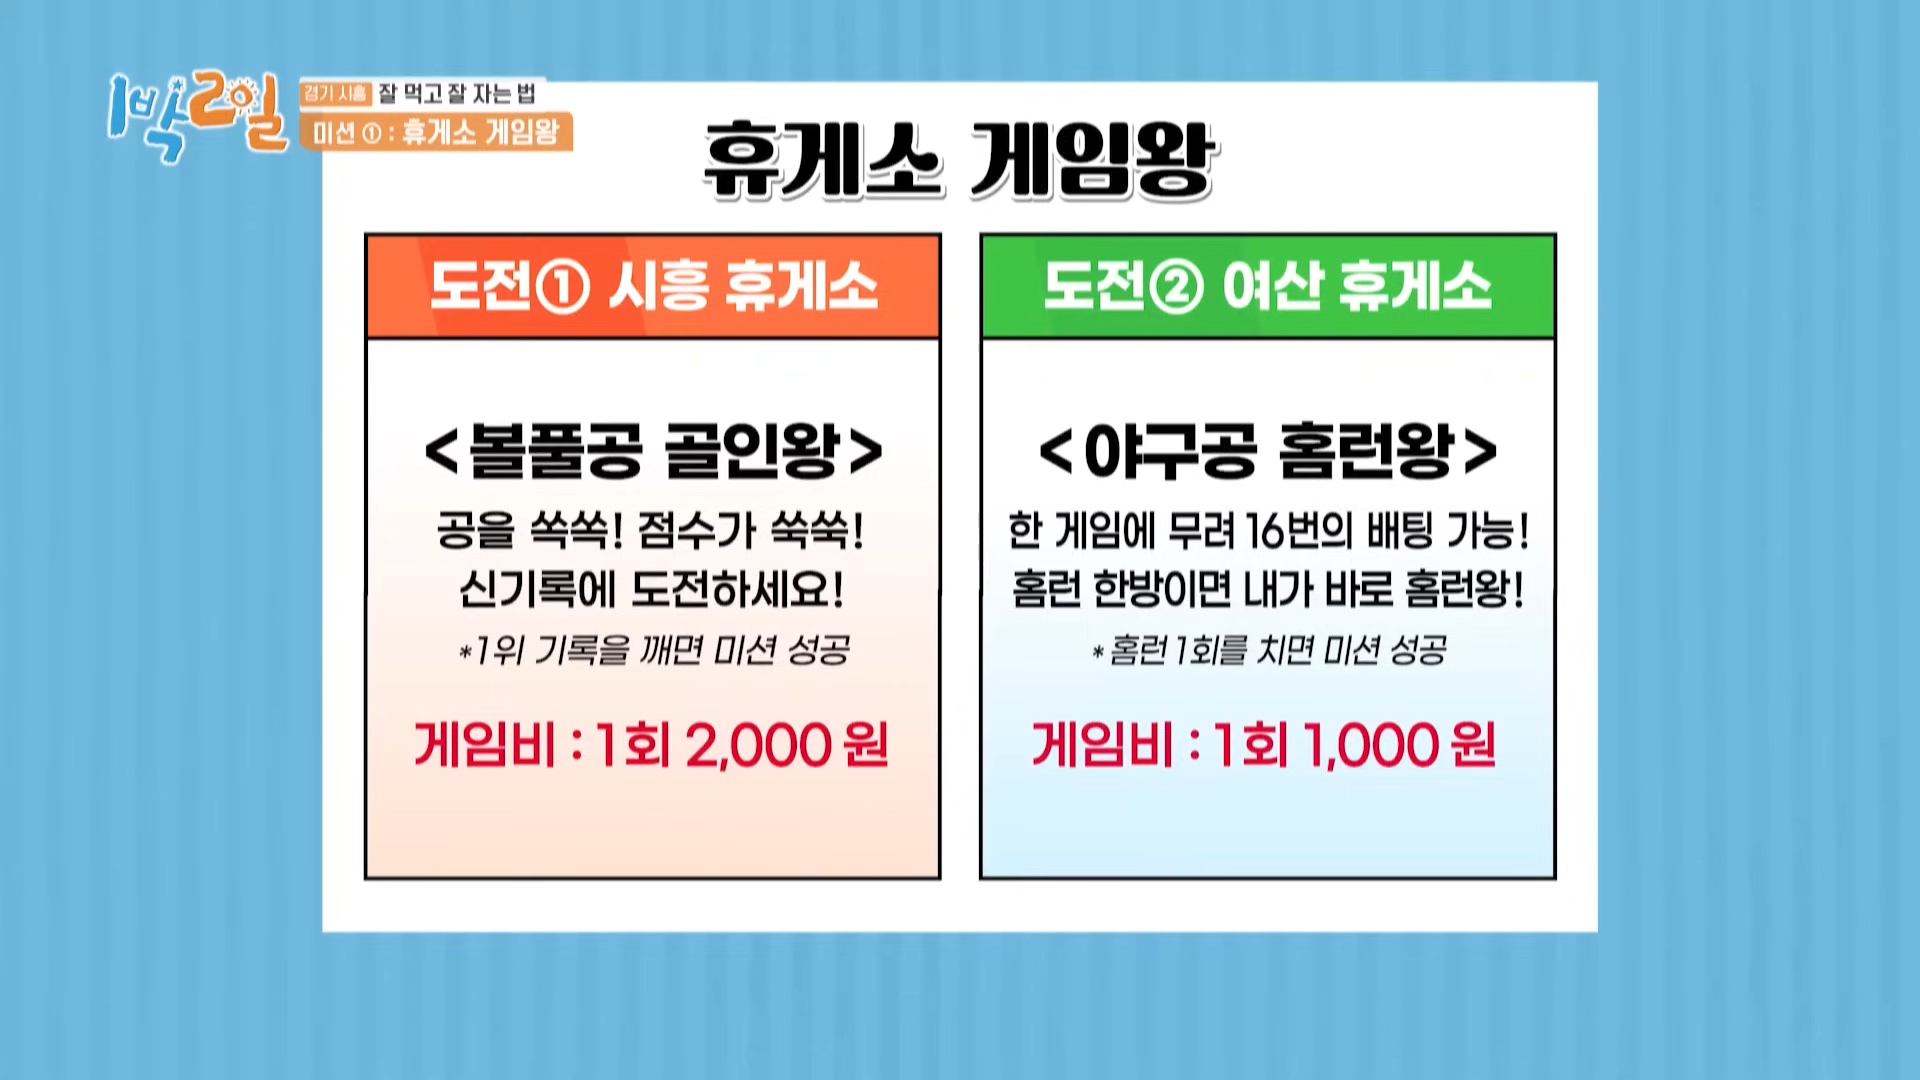 1박2일
경기 시흥 잘 먹고 잘 자는 법
미션 ① : 휴게소 게임왕
휴게소 게임왕
도전① 시흥 휴게소
<볼풀공 골인왕>
공을 쏙쏙! 점수가 쑥쑥!
신기록에 도전하세요!
*1위 기록을 깨면 미션 성공
게임비 : 1회 2,000원
도전② 여산 휴게소
<야구공 홈런왕>
한 게임에 무려 16번의 배팅 가능!
홈런 한방이면 내가 바로 홈런왕!
*홈런 1회를 치면 미션 성공
게임비 : 1회 1,000원